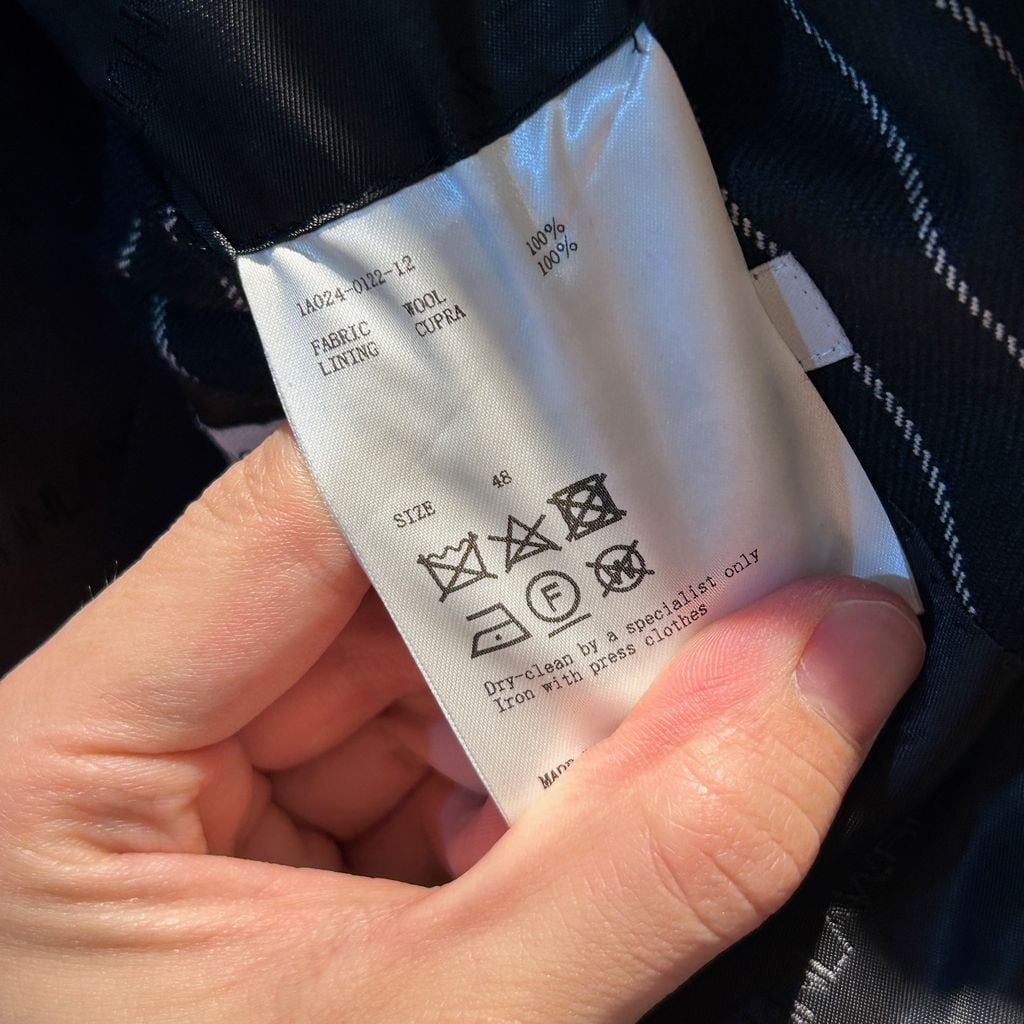 1A024-0122-12
FABRIC WOOL 100%
LINING CUPRA 100%
SIZE 48
F
W
Dry-clean by a specialist only
Iron with press clothes